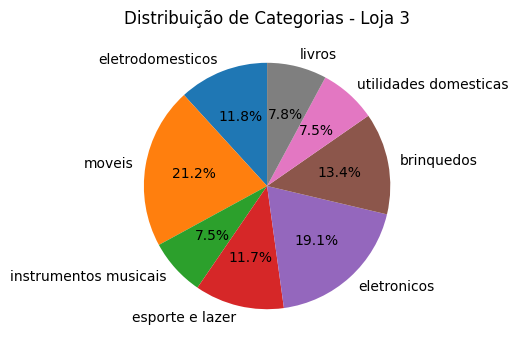 Distribuição de Categorias - Loja 3
livros
eletrodomesticos
utilidades domesticas
7.8%
11.8%
7.5%
brinquedos
moveis
13.4%
21.2%
7.5%
19.1%
11.7%
instrumentos musicais
eletronicos
esporte e lazer